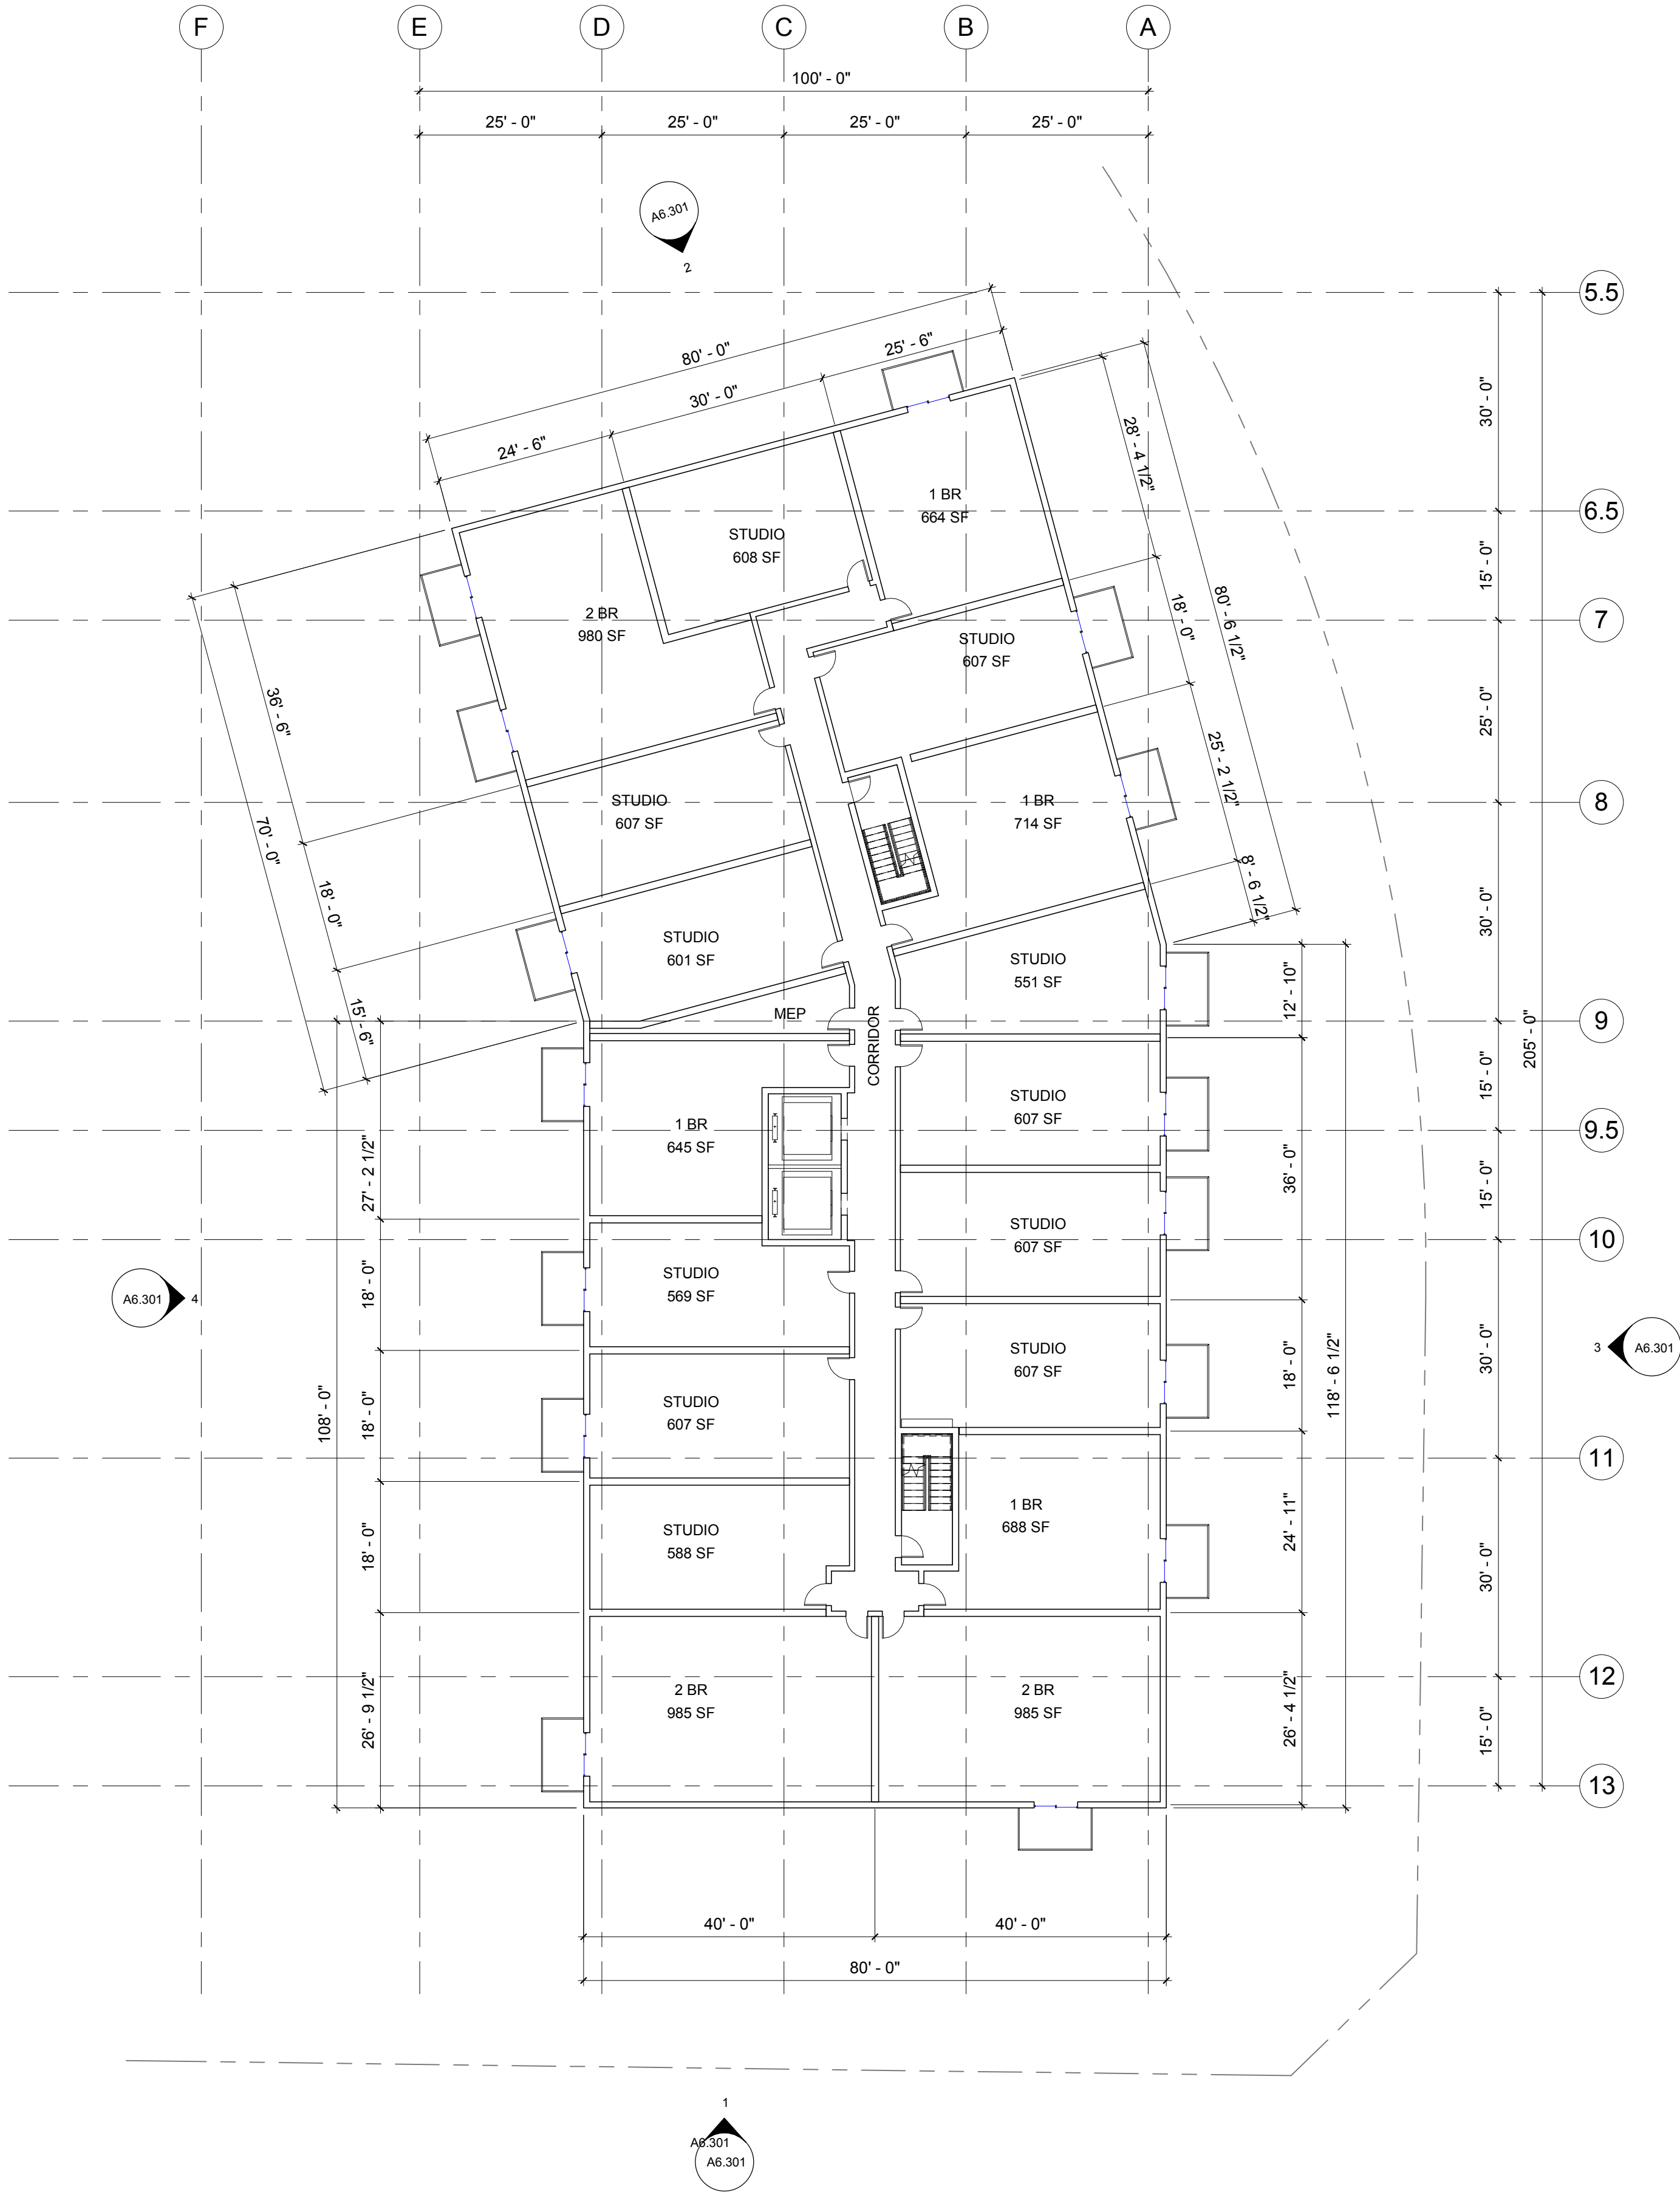 F
E
D
C
B
A
100' - 0"
25' - 0"
25' - 0"
25' - 0"
25' - 0"
A6.301
2
5.5
80' - 0"
25' - 6"
30' - 0"
24' - 6"
30' - 0"
28' - 4 1/2"
1 BR
664 SF
6.5
STUDIO
608 SF
15' - 0"
80' - 6 1/2"
18' - 0"
2 BR
980 SF
7
STUDIO
607 SF
36' - 6"
25' - 0"
25' - 2 1/2"
70' - 0"
STUDIO
607 SF
1 BR
714 SF
8
18' - 0"
8' - 6 1/2"
30' - 0"
STUDIO
601 SF
STUDIO
551 SF
12' - 10"
15' - 6"
MEP
CORRIDOR
9
205' - 0"
15' - 0"
STUDIO
607 SF
1 BR
645 SF
9.5
27' - 2 1/2"
36' - 0"
15' - 0"
STUDIO
607 SF
10
STUDIO
569 SF
18' - 0"
A6.301
4
30' - 0"
3
A6.301
STUDIO
607 SF
18' - 0"
118' - 6 1/2"
108' - 0"
18' - 0"
STUDIO
607 SF
11
1 BR
688 SF
24' - 11"
STUDIO
588 SF
18' - 0"
30' - 0"
12
2 BR
985 SF
2 BR
985 SF
26' - 9 1/2"
26' - 4 1/2"
15' - 0"
13
40' - 0"
40' - 0"
80' - 0"
1
A6.301
A6.301